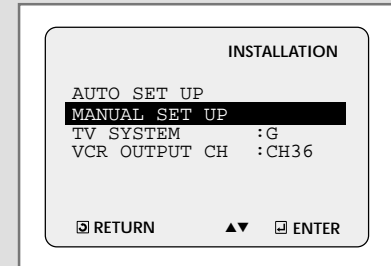 INSTALLATION
AUTO SET UP
MANUAL SET UP
TV SYSTEM :G
VCR OUTPUT CH :CH36
RETURN ▲▼ ENTER